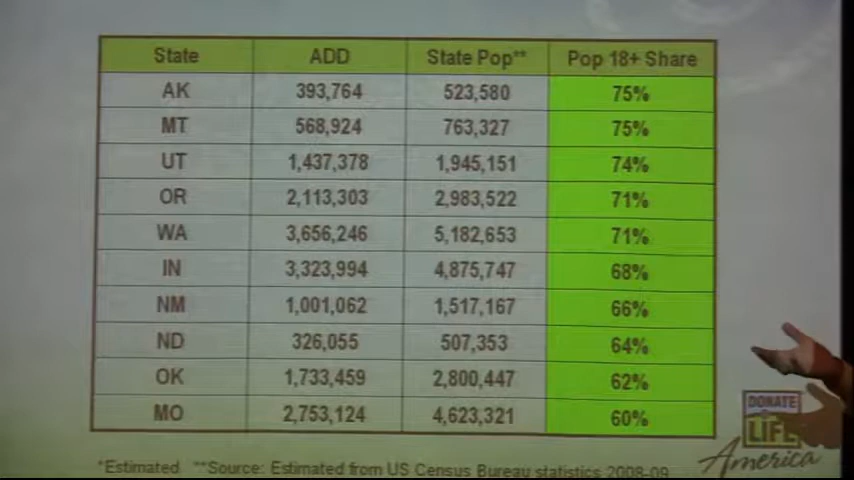 State ADD State Pop** Pop 18+ Share
AK 393,764 523,580 75%
MT 568,924 763,327 75%
UT 1,437,378 1,945,151 74%
OR 2,113,303 2,983,522 71%
WA 3,656,246 5,182,653 71%
IN 3,323,994 4,875,747 68%
NM 1,001,062 1,517,167 66%
ND 326,055 507,353 64%
OK 1,733,459 2,800,447 62%
MO 2,753,124 4,623,321 60%
*Estimated **Source: Estimated from US Census Bureau statistics 2008-09
DONATE
LIFE
America